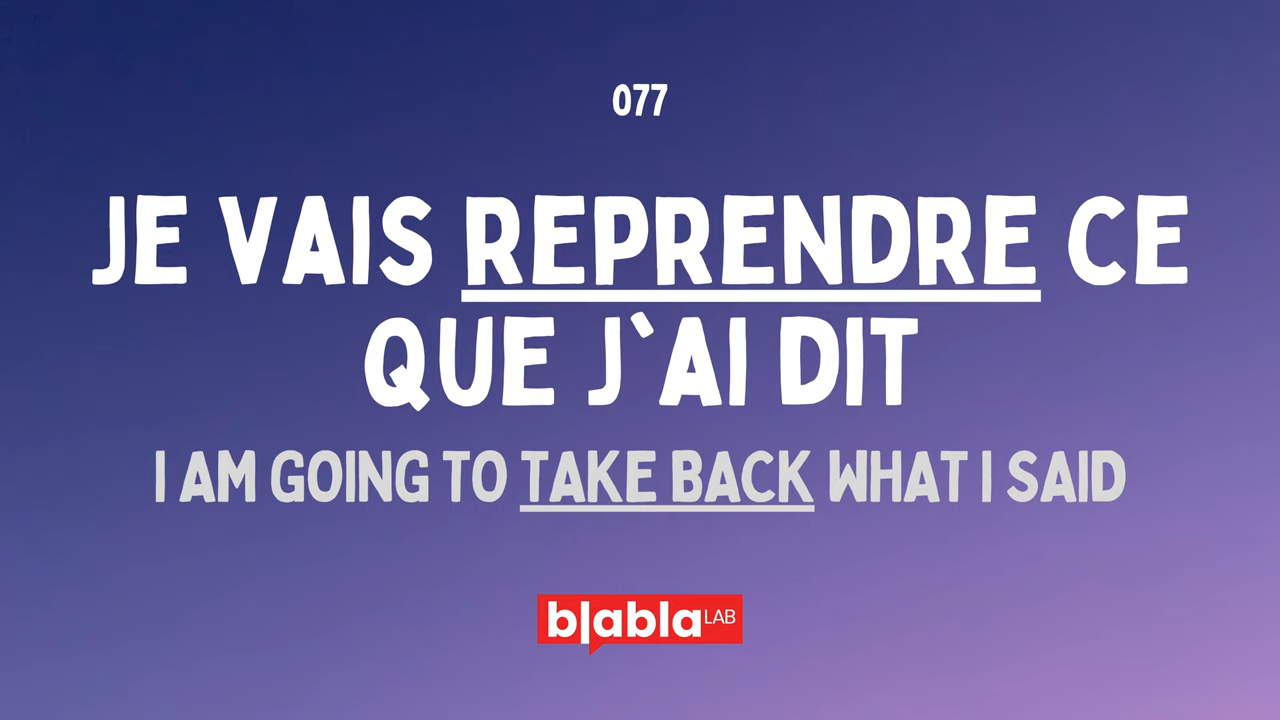 077
JE VAIS REPRENDRE CE
QUE J`AI DIT
I AM GOING TO TAKE BACK WHAT I SAID
blabla LAB